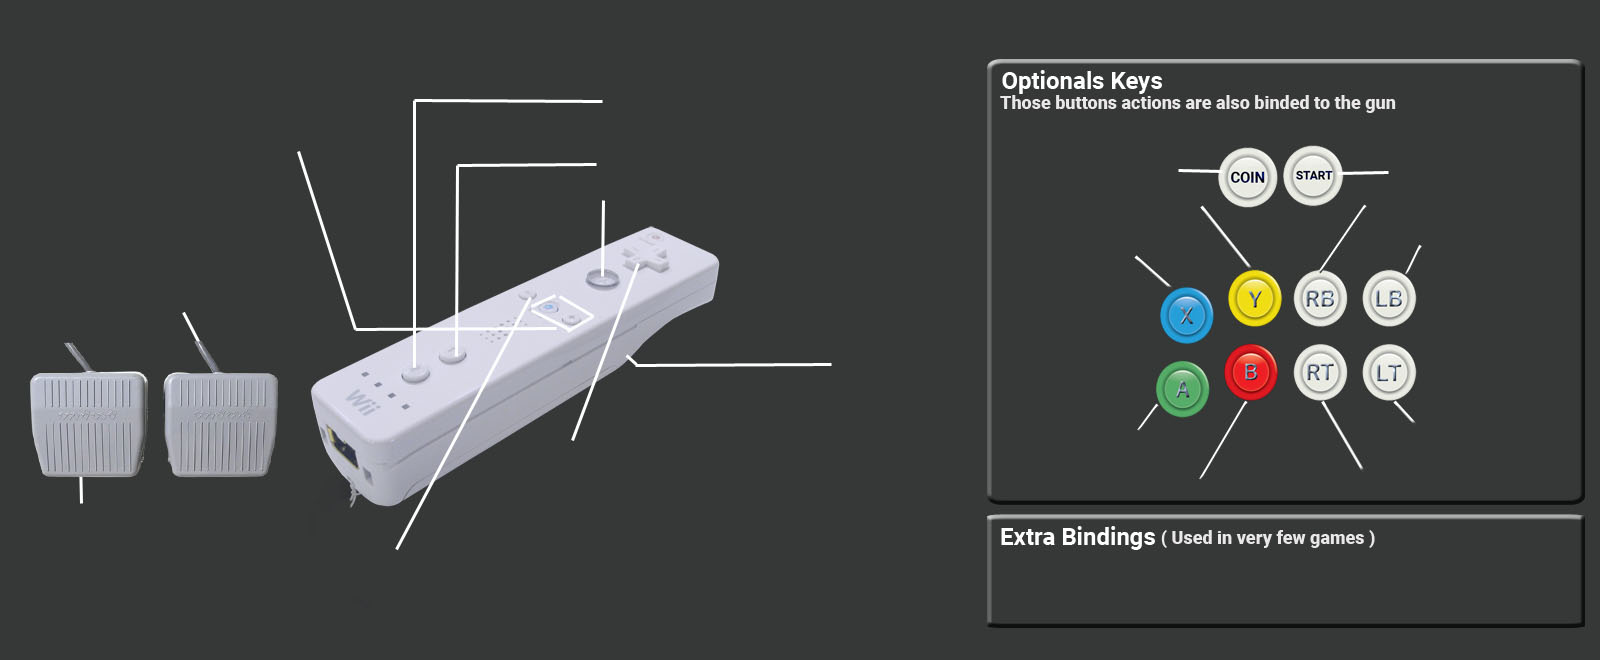 Optionals Keys
Those buttons actions are also binded to the gun
COIN START
X Y RB LB
A B RT LT
Wii
Extra Bindings ( Used in very few games )